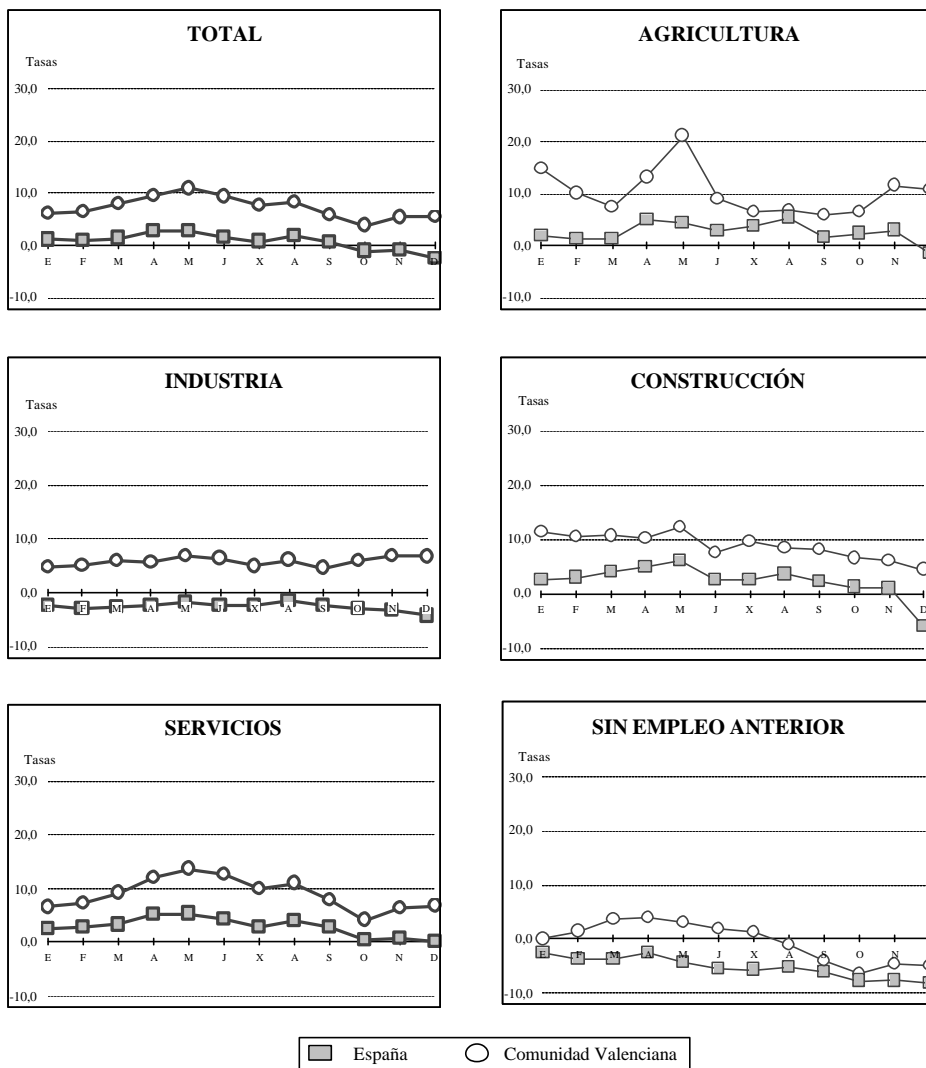 TOTAL
Tasas
30,0
20,0
10,0
0,0
E F M A M J X A S O N D
-10,0
AGRICULTURA
Tasas
30,0
20,0
10,0
0,0
E F M A M J X A S O N
-10,0
INDUSTRIA
Tasas
30,0
20,0
10,0
0,0
E F M A M J X A S O N D
-10,0
CONSTRUCCIÓN
Tasas
30,0
20,0
10,0
0,0
E F M A M J X A S O N D
-10,0
SERVICIOS
Tasas
30,0
20,0
10,0
0,0
E F M A M J X A S O N D
-10,0
SIN EMPLEO ANTERIOR
Tasas
30,0
20,0
10,0
0,0
E F M A M J X A S O N
-10,0
España Comunidad Valenciana